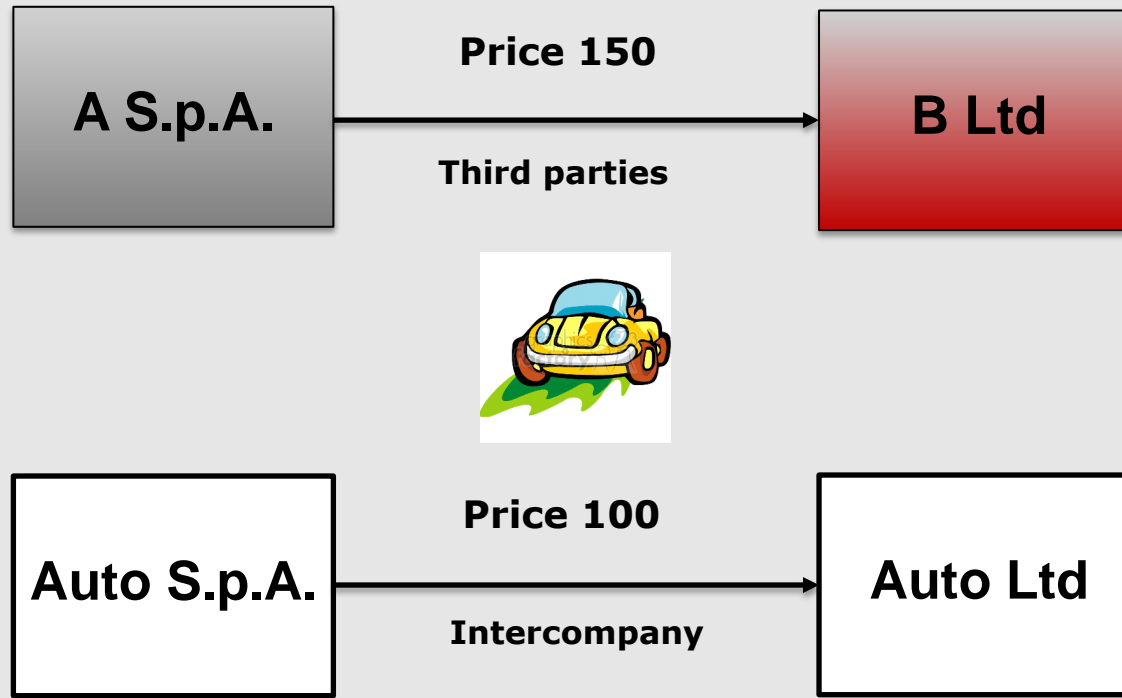 Price 150
A S.p.A.
B Ltd
Third parties
Price 100
Auto S.p.A.
Auto Ltd
Intercompany